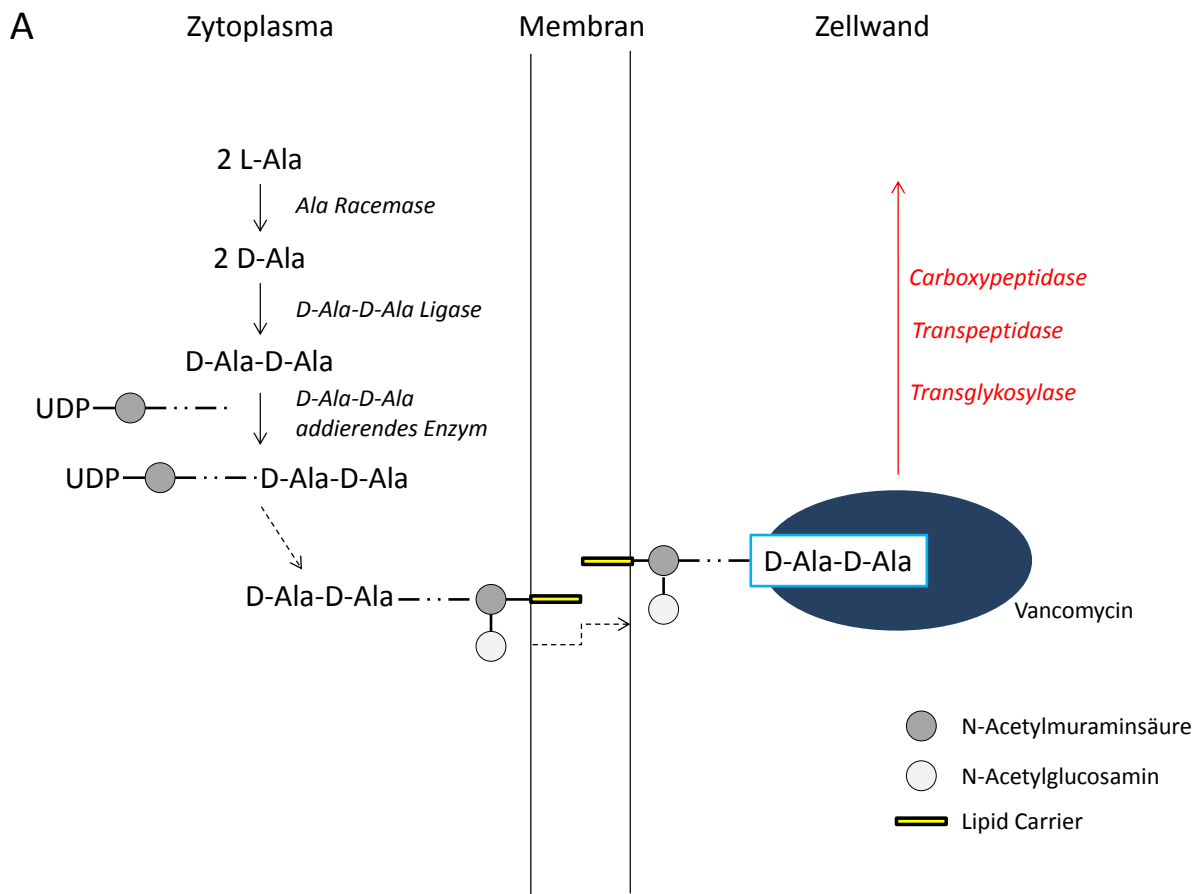 A
Zytoplasma
Membran
Zellwand
2 L-Ala
Ala Racemase
2 D-Ala
D-Ala-D-Ala Ligase
D-Ala-D-Ala
UDP
D-Ala-D-Ala
addierendes Enzym
UDP
D-Ala-D-Ala
D-Ala-D-Ala
Carboxypeptidase
Transpeptidase
Transglykosylase
D-Ala-D-Ala
Vancomycin
N-Acetylmuraminsäure
N-Acetylglucosamin
Lipid Carrier